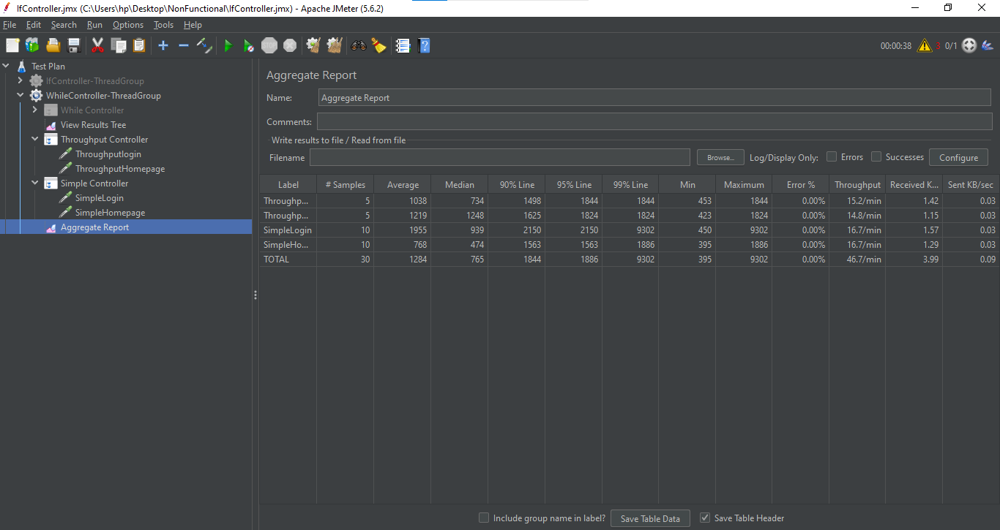 IfController.jmx (C:\Users\hp\Desktop\NonFunctional\IfController.jmx) - Apache JMeter (5.6.2)
File Edit Search Run Options Tools Help
STOP 00:00:38 3 0/1
Test Plan
IfController-ThreadGroup
WhileController-ThreadGroup
While Controller
View Results Tree
Throughput Controller
Throughputlogin
ThroughputHomepage
Simple Controller
SimpleLogin
SimpleHomepage
Aggregate Report
Aggregate Report
Name: Aggregate Report
Comments:
Write results to file / Read from file
Filename Browse... Log/Display Only: Errors Successes Configure
Label # Samples Average Median 90% Line 95% Line 99% Line Min Maximum Error % Throughput Received K... Sent KB/sec
Throughp... 5 1038 734 1498 1844 1844 453 1844 0.00% 15.2/min 1.42 0.03
Throughp... 5 1219 1248 1625 1824 1824 423 1824 0.00% 14.8/min 1.15 0.03
SimpleLogin 10 1955 939 2150 2150 9302 450 9302 0.00% 16.7/min 1.57 0.03
SimpleHo... 10 768 474 1563 1563 1886 395 1886 0.00% 16.7/min 1.29 0.03
TOTAL 30 1284 765 1844 1886 9302 395 9302 0.00% 46.7/min 3.99 0.09
Include group name in label? Save Table Data Save Table Header